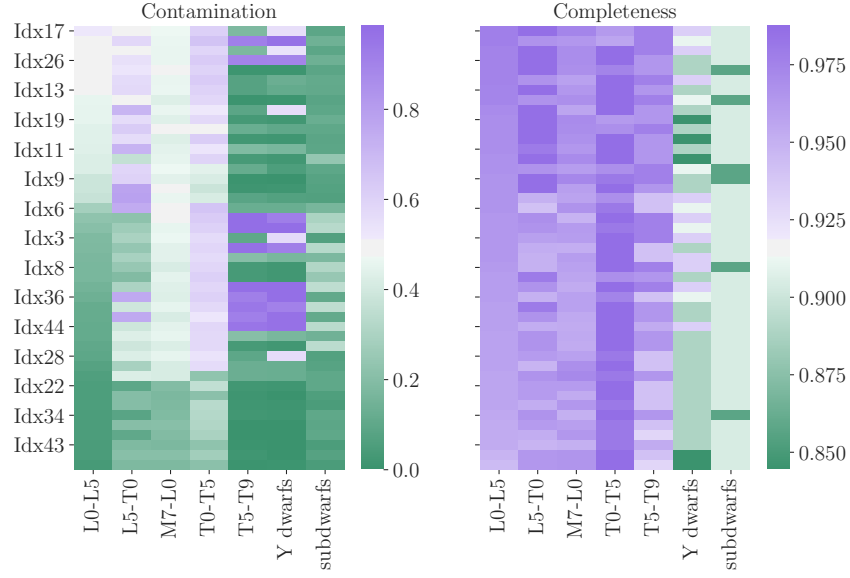 Contamination
Completeness
Idx17
Idx26
Idx13
Idx19
Idx11
Idx9
Idx6
Idx3
Idx8
Idx36
Idx44
Idx28
Idx22
Idx34
Idx43
0.8
0.6
0.4
0.2
0.0
0.975
0.950
0.925
0.900
0.875
0.850
L0-L5
L5-T0
M7-L0
T0-T5
T5-T9
Y dwarfs
subdwarfs
L0-L5
L5-T0
M7-L0
T0-T5
T5-T9
Y dwarfs
subdwarfs